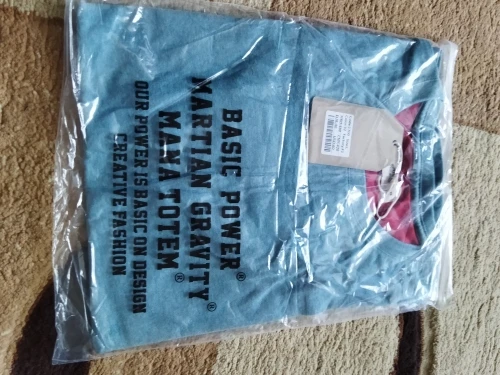 BASIC POWER®
MARTIAN GRAVITY®
MANA TOTEM®
OUR POWER IS BASIC ON DESIGN
CREATIVE FASHION